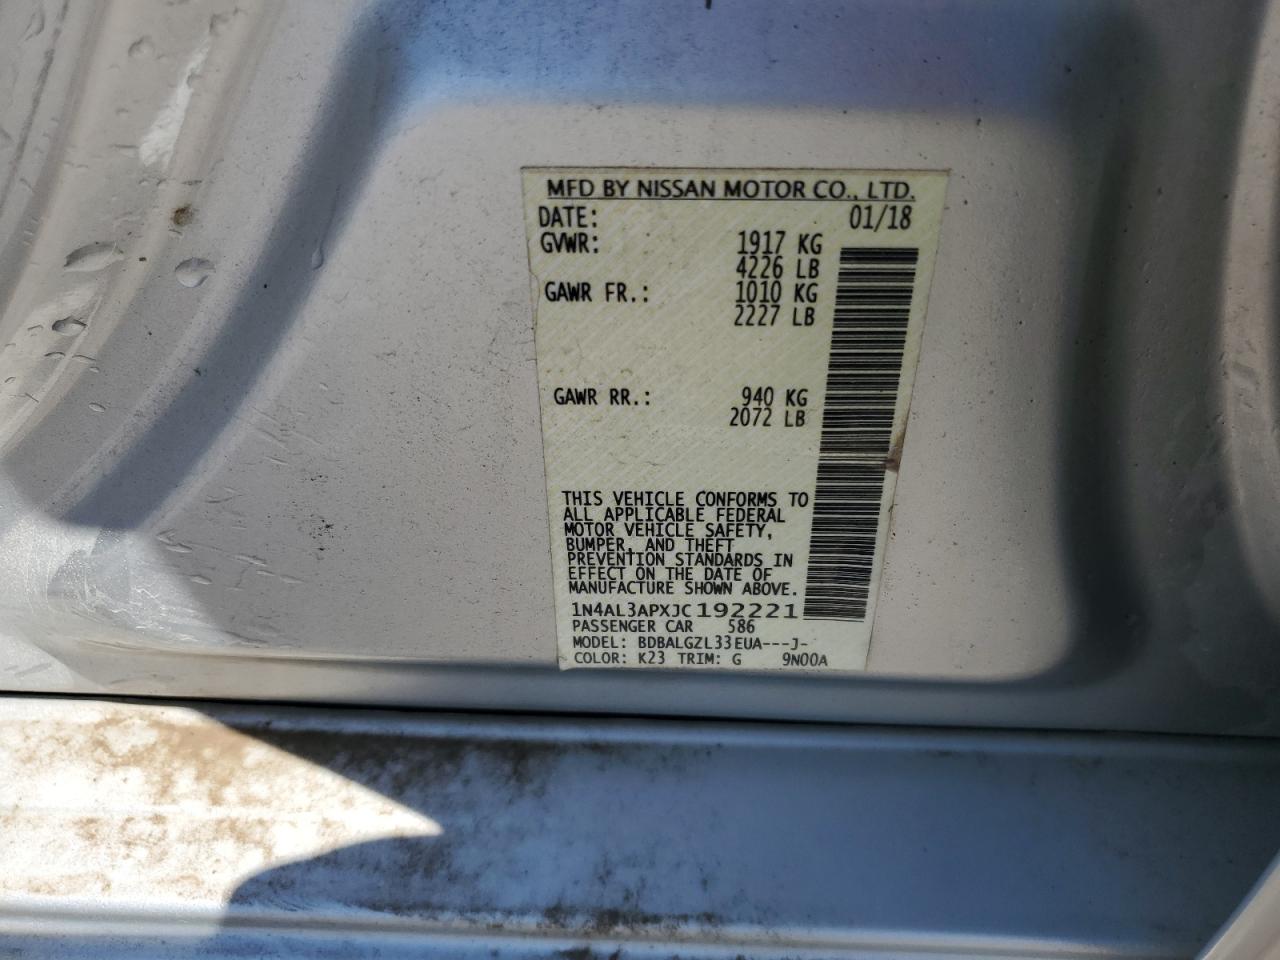 MFD BY NISSAN MOTOR CO., LTD.
DATE: 01/18
GVWR: 1917 KG
4226 LB
GAWR FR.: 1010 KG
2227 LB
GAWR RR.: 940 KG
2072 LB
THIS VEHICLE CONFORMS TO
ALL APPLICABLE FEDERAL
MOTOR VEHICLE SAFETY,
BUMPER, AND THEFT
PREVENTION STANDARDS IN
EFFECT ON THE DATE OF
MANUFACTURE SHOWN ABOVE.
1N4AL3APXJC192221
PASSENGER CAR 586
MODEL: BDBALGZL33EUA---J-
COLOR: K23 TRIM: G 9N00A